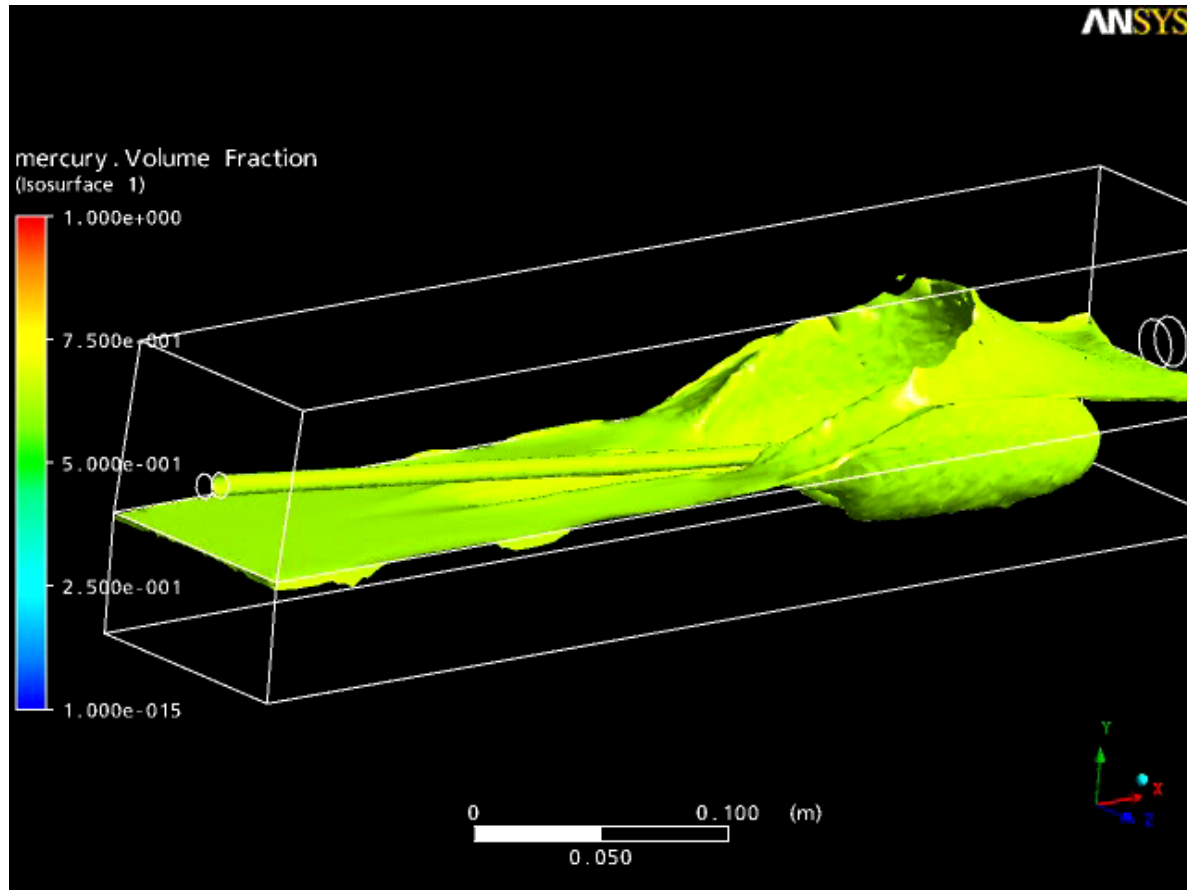 ANSYS
mercury.Volume Fraction
(Isosurface 1)
1.000e+000
7.500e-001
5.000e-001
2.500e-001
1.000e-015
Y
X
Z
0 0.100 (m)
0.050